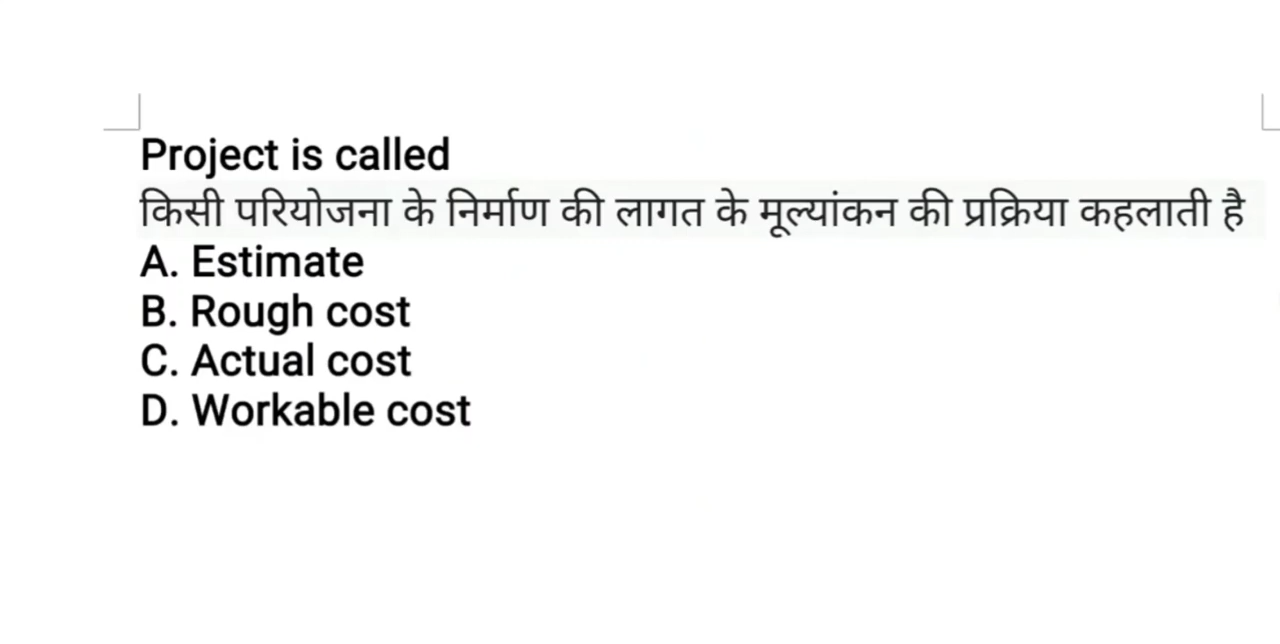 Project is called
किसी परियोजना के निर्माण की लागत के मूल्यांकन की प्रक्रिया कहलाती है
A. Estimate
B. Rough cost
C. Actual cost
D. Workable cost